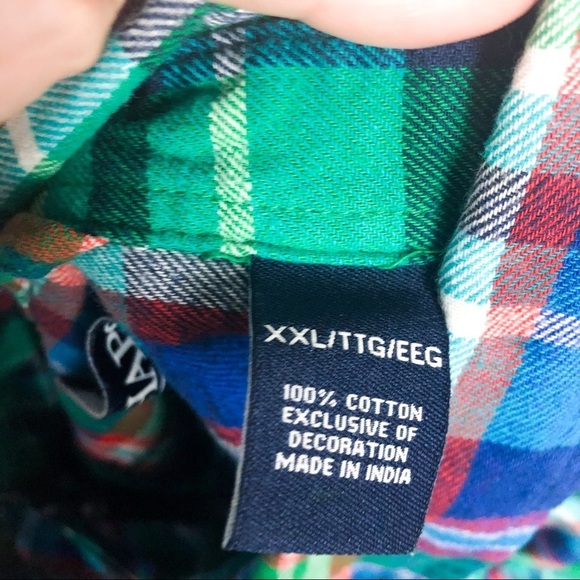 XXL/TTG/EEG
100% COTTON
EXCLUSIVE OF
DECORATION
MADE IN INDIA